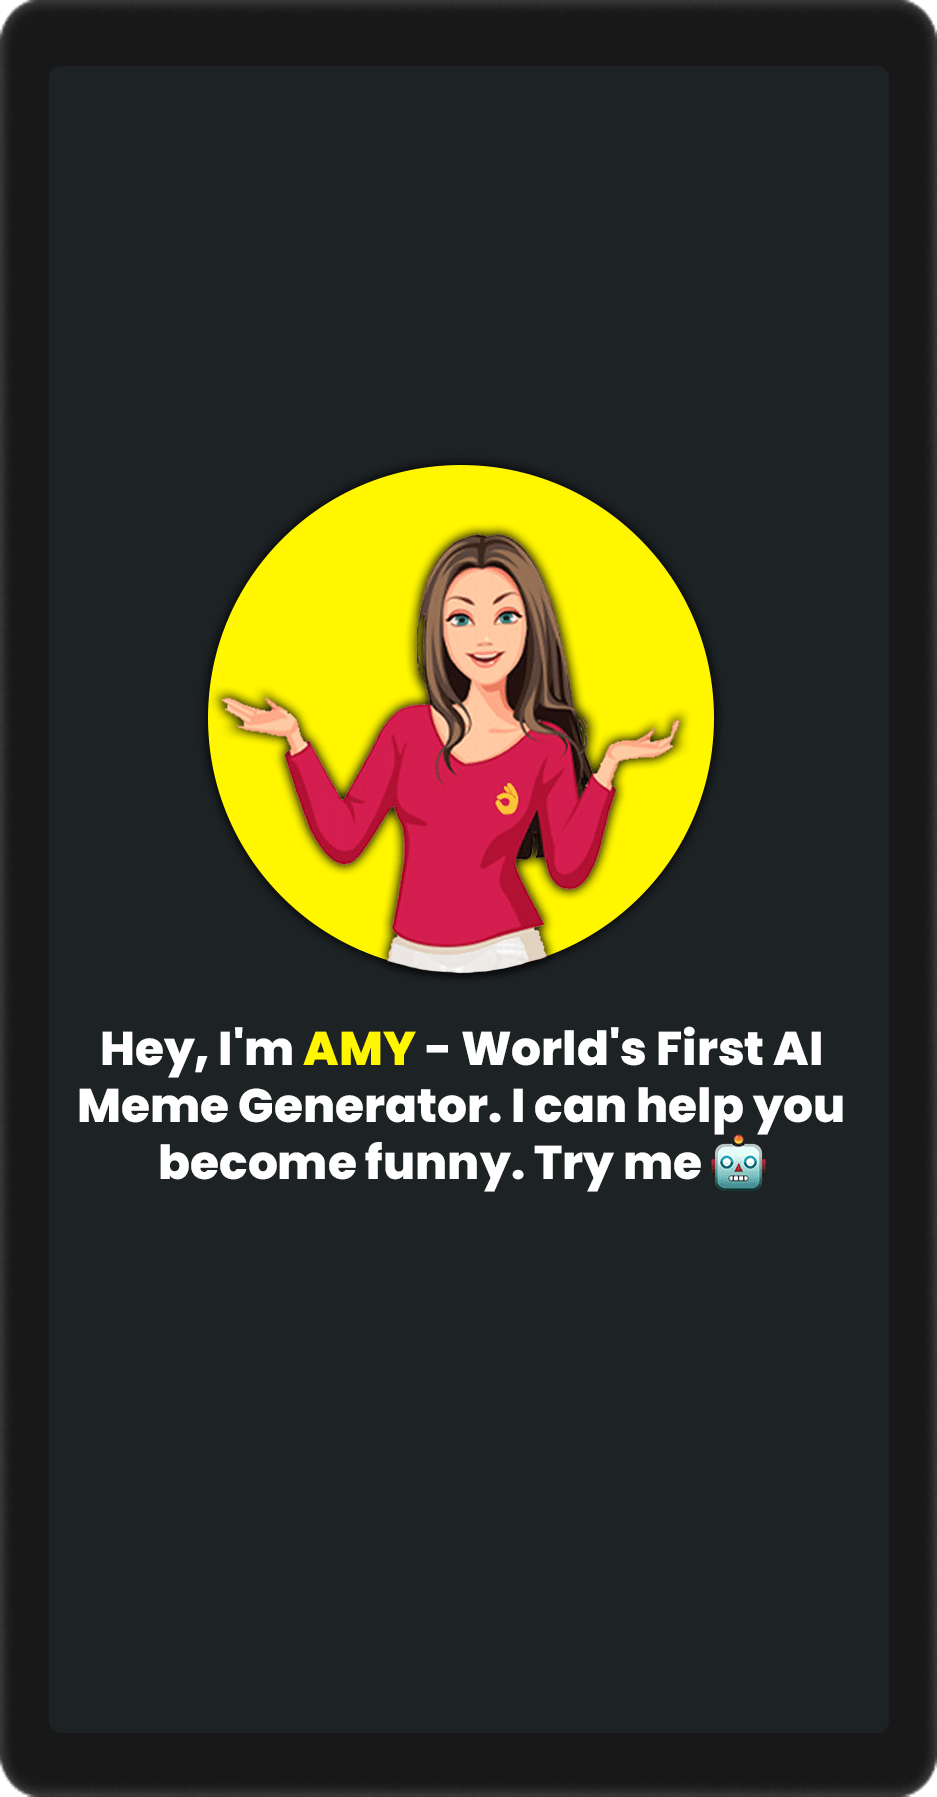 Hey, I'm AMY - World's First AI
Meme Generator. I can help you
become funny. Try me 🤖